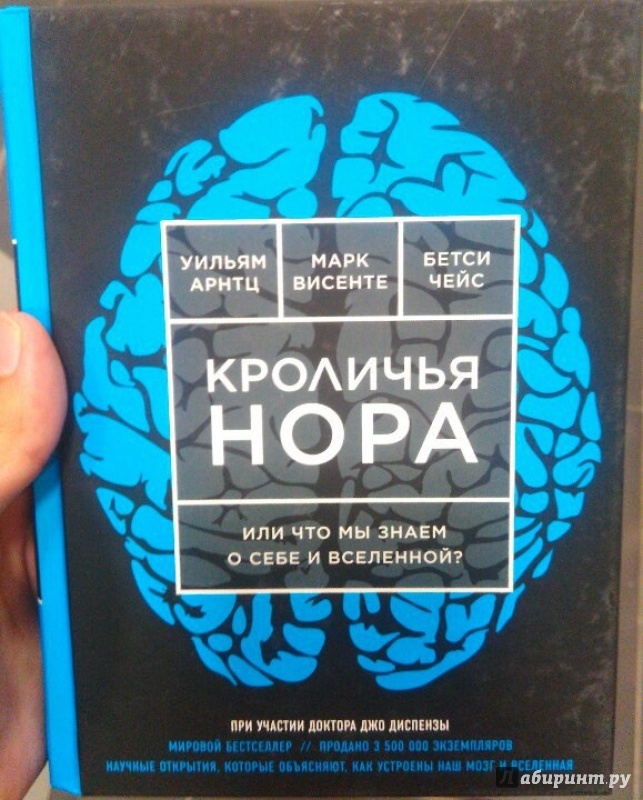 УИЛЬЯМ
АРНТЦ
МАРК
ВИСЕНТЕ
БЕТСИ
ЧЕЙС
КРОЛИЧЬЯ
НОРА
ИЛИ ЧТО МЫ ЗНАЕМ
О СЕБЕ И ВСЕЛЕННОЙ?
ПРИ УЧАСТИИ ДОКТОРА ДЖО ДИСПЕНЗЫ
МИРОВОЙ БЕСТСЕЛЛЕР // ПРОДАНО 3 500 000 ЭКЗЕМПЛЯРОВ
НАУЧНЫЕ ОТКРЫТИЯ, КОТОРЫЕ ОБЪЯСНЯЮТ, КАК УСТРОЕНЫ НАШ МОЗГ И ВСЕЛЕННАЯ
Лабиринт.ру